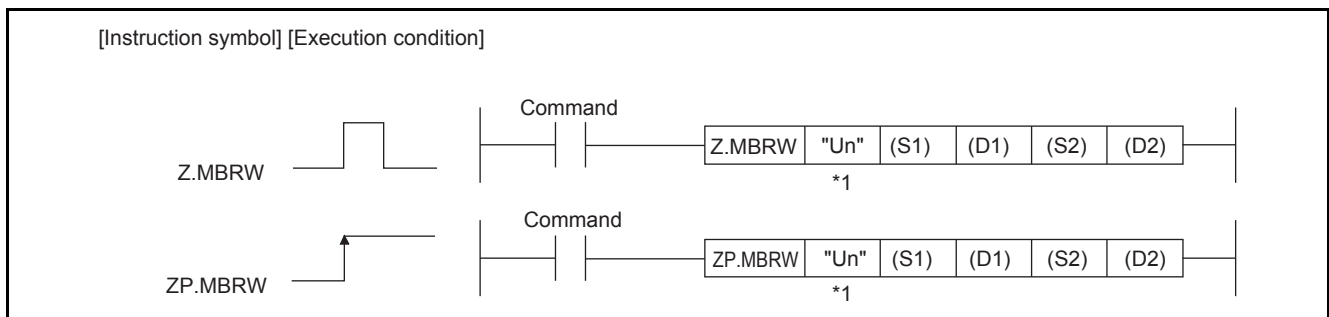 [Instruction symbol] [Execution condition]
Command
Z.MBRW
Z.MBRW "Un" (S1) (D1) (S2) (D2)
*1
Command
ZP.MBRW
ZP.MBRW "Un" (S1) (D1) (S2) (D2)
*1